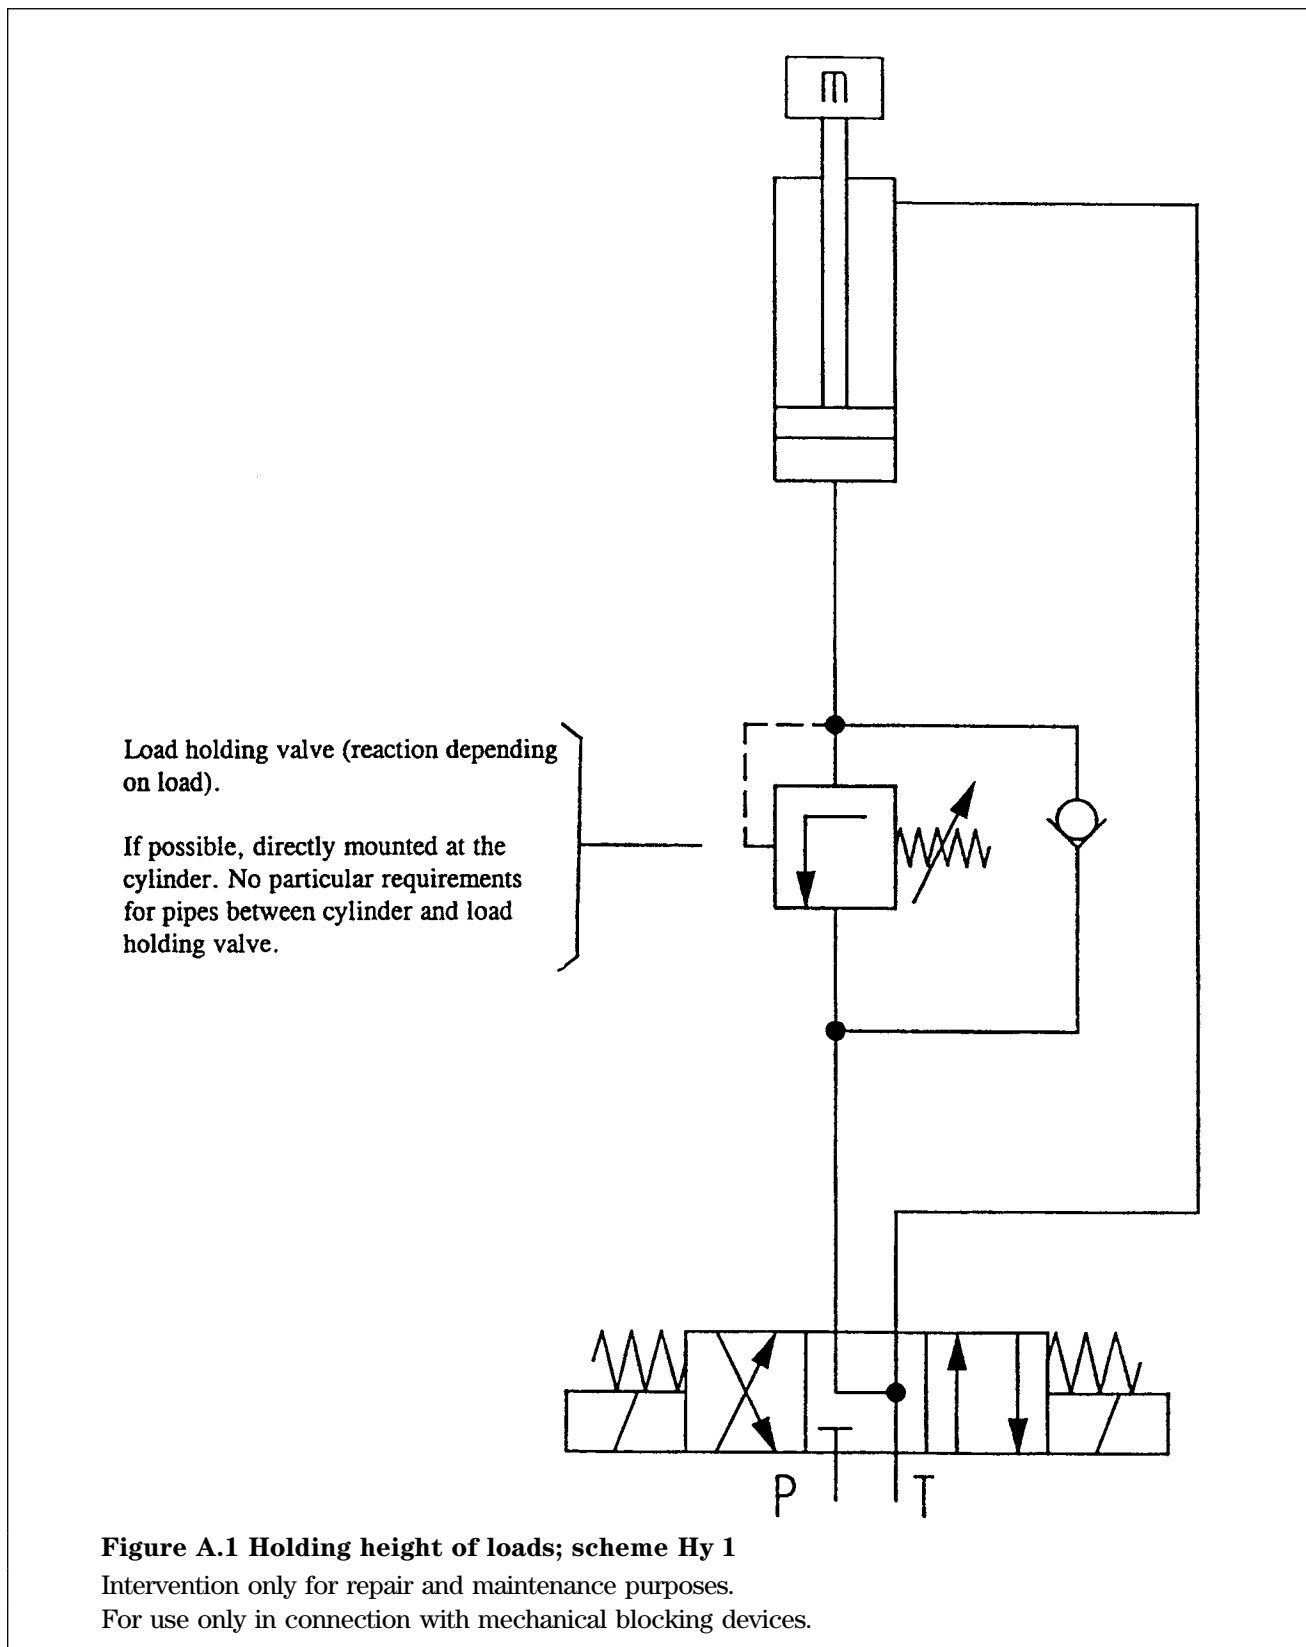 m
Load holding valve (reaction depending
on load).
If possible, directly mounted at the
cylinder. No particular requirements
for pipes between cylinder and load
holding valve.
P T
Figure A.1 Holding height of loads; scheme Hy 1
Intervention only for repair and maintenance purposes.
For use only in connection with mechanical blocking devices.